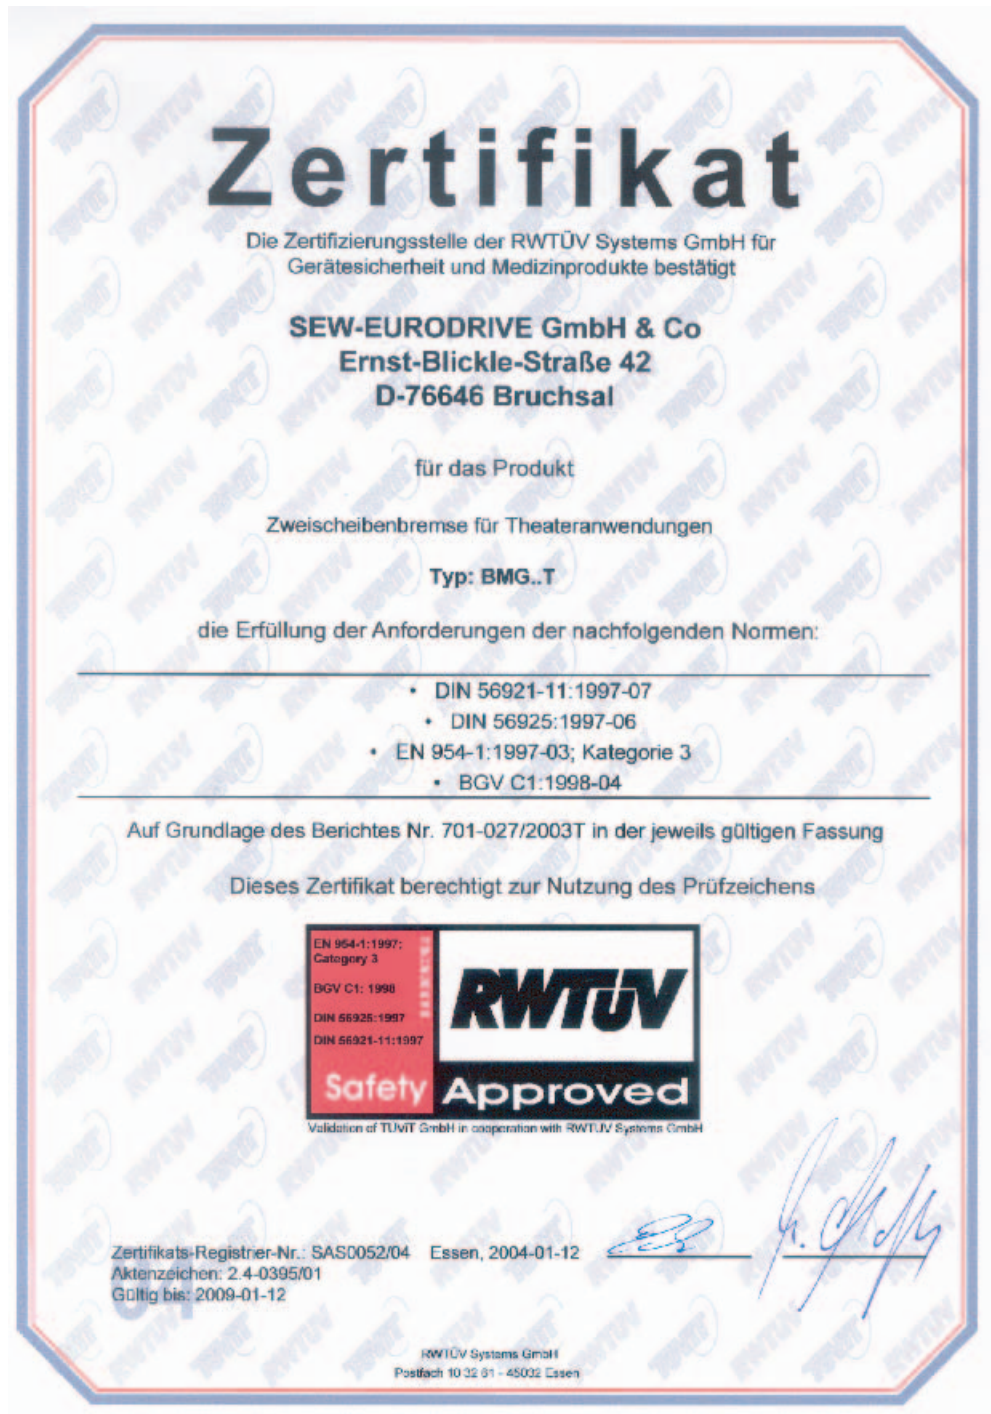 Zertifikat
Die Zertifizierungsstelle der RWTÜV Systems GmbH für
Gerätesicherheit und Medizinprodukte bestätigt
SEW-EURODRIVE GmbH & Co
Ernst-Blickle-Straße 42
D-76646 Bruchsal
für das Produkt
Zweischeibenbremse für Theateranwendungen
Typ: BMG..T
die Erfüllung der Anforderungen der nachfolgenden Normen:
• DIN 56921-11:1997-07
• DIN 56925:1997-06
• EN 954-1:1997-03; Kategorie 3
• BGV C1:1998-04
Auf Grundlage des Berichtes Nr. 701-027/2003T in der jeweils gültigen Fassung
Dieses Zertifikat berechtigt zur Nutzung des Prüfzeichens
EN 954-1:1997:
Category 3
BGV C1: 1998
DIN 56925:1997
DIN 56921-11:1997
Safety
RWTÜV
Approved
Validation of TÜViT GmbH in cooperation with RWTÜV Systems GmbH
Zertifikats-Registrier-Nr.: SAS0052/04 Essen, 2004-01-12
Aktenzeichen: 2.4-0395/01
Gültig bis: 2009-01-12
04
RWTÜV Systems GmbH
Postfach 10 32 61 - 45032 Essen